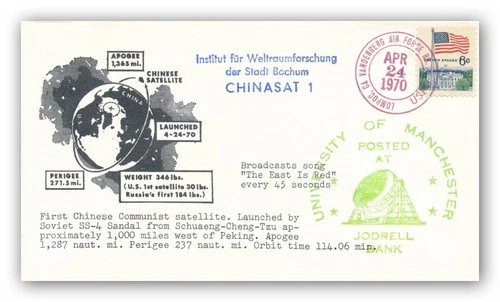 APOGEE
1,365 mi.
CHINESE
SATELLITE
CHINA
LAUNCHED
4-24-70
PERIGEE
271.5 mi.
WEIGHT 346 lbs.
(U.S. 1st satellite 30 lbs.
Russia's first 184 lbs.)
Institut für Weltraumforschung
der Stadt Bochum
CHINASAT 1
LOMPOC, CA VANDENBERG AIR FORCE
APR
24
1970
UNITED STATES 6c
Broadcasts song
"The East Is Red"
every 45 seconds
UNIVERSITY OF MANCHESTER
POSTED
AT
JODRELL
BANK
First Chinese Communist satellite. Launched by
Soviet SS-4 Sandal from Schuaeng-Cheng-Tzu ap-
proximately 1,000 miles west of Peking. Apogee
1,287 naut. mi. Perigee 237 naut. mi. Orbit time 114.06 min.